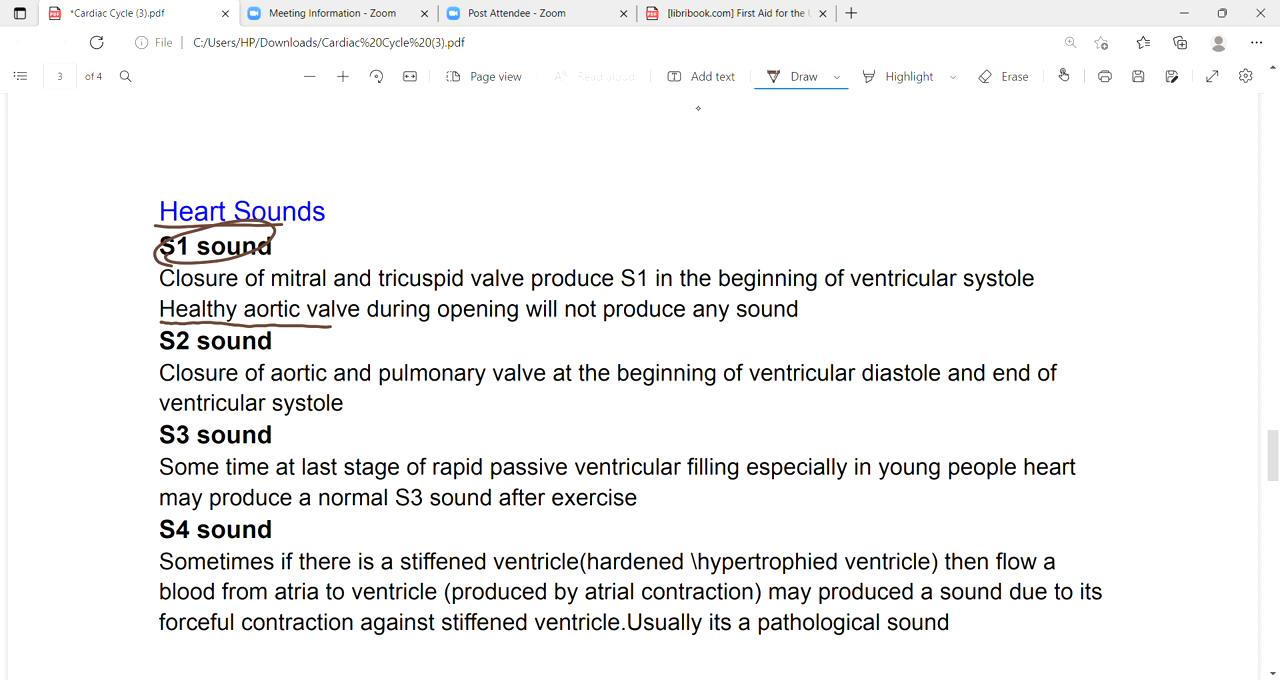 *Cardiac Cycle (3).pdf
Meeting Information - Zoom
Post Attendee - Zoom
[libribook.com] First Aid for the U
File
C:/Users/HP/Downloads/Cardiac%20Cycle%20(3).pdf
3 of 4
Page view
Read aloud
Add text
Draw
Highlight
Erase
Heart Sounds
S1 sound
Closure of mitral and tricuspid valve produce S1 in the beginning of ventricular systole
Healthy aortic valve during opening will not produce any sound
S2 sound
Closure of aortic and pulmonary valve at the beginning of ventricular diastole and end of
ventricular systole
S3 sound
Some time at last stage of rapid passive ventricular filling especially in young people heart
may produce a normal S3 sound after exercise
S4 sound
Sometimes if there is a stiffened ventricle(hardened \hypertrophied ventricle) then flow a
blood from atria to ventricle (produced by atrial contraction) may produced a sound due to its
forceful contraction against stiffened ventricle.Usually its a pathological sound